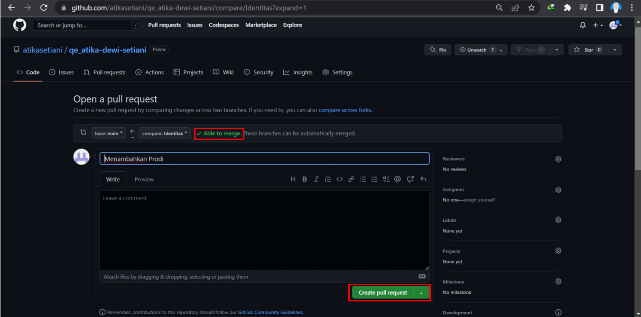 github.com/atikasetiani/qe_atika-dewi-setiani/compare/Identitas?expand=1
Search or jump to...
/
Pull requests Issues Codespaces Marketplace Explore
atikasetiani / qe_atika-dewi-setiani Public
Pin
Unwatch 1
Fork
Star 0
Code Issues Pull requests Actions Projects Wiki Security Insights Settings
Open a pull request
Create a new pull request by comparing changes across two branches. If you need to, you can also compare across forks.
base: main
compare: Identitas
Able to merge. These branches can be automatically merged.
Menambahkan Prodi
Write Preview
Leave a comment
Attach files by dragging & dropping, selecting or pasting them.
Create pull request
Remember, contributions to this repository should follow our GitHub Community Guidelines.
Reviewers
No reviews
Assignees
No one—assign yourself
Labels
None yet
Projects
None yet
Milestone
No milestone
Development